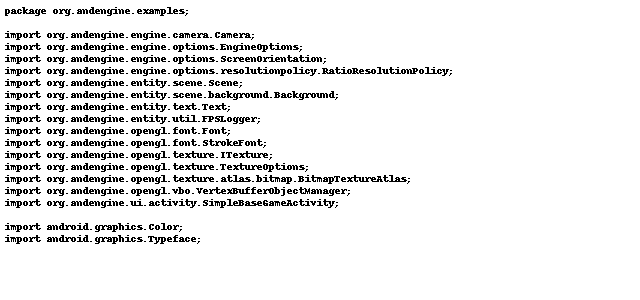 package org.andengine.examples;

import org.andengine.engine.camera.Camera;
import org.andengine.engine.options.EngineOptions;
import org.andengine.engine.options.ScreenOrientation;
import org.andengine.engine.options.resolutionpolicy.RatioResolutionPolicy;
import org.andengine.entity.scene.Scene;
import org.andengine.entity.scene.background.Background;
import org.andengine.entity.text.Text;
import org.andengine.entity.util.FPSLogger;
import org.andengine.opengl.font.Font;
import org.andengine.opengl.font.StrokeFont;
import org.andengine.opengl.texture.ITexture;
import org.andengine.opengl.texture.TextureOptions;
import org.andengine.opengl.texture.atlas.bitmap.BitmapTextureAtlas;
import org.andengine.opengl.vbo.VertexBufferObjectManager;
import org.andengine.ui.activity.SimpleBaseGameActivity;

import android.graphics.Color;
import android.graphics.Typeface;